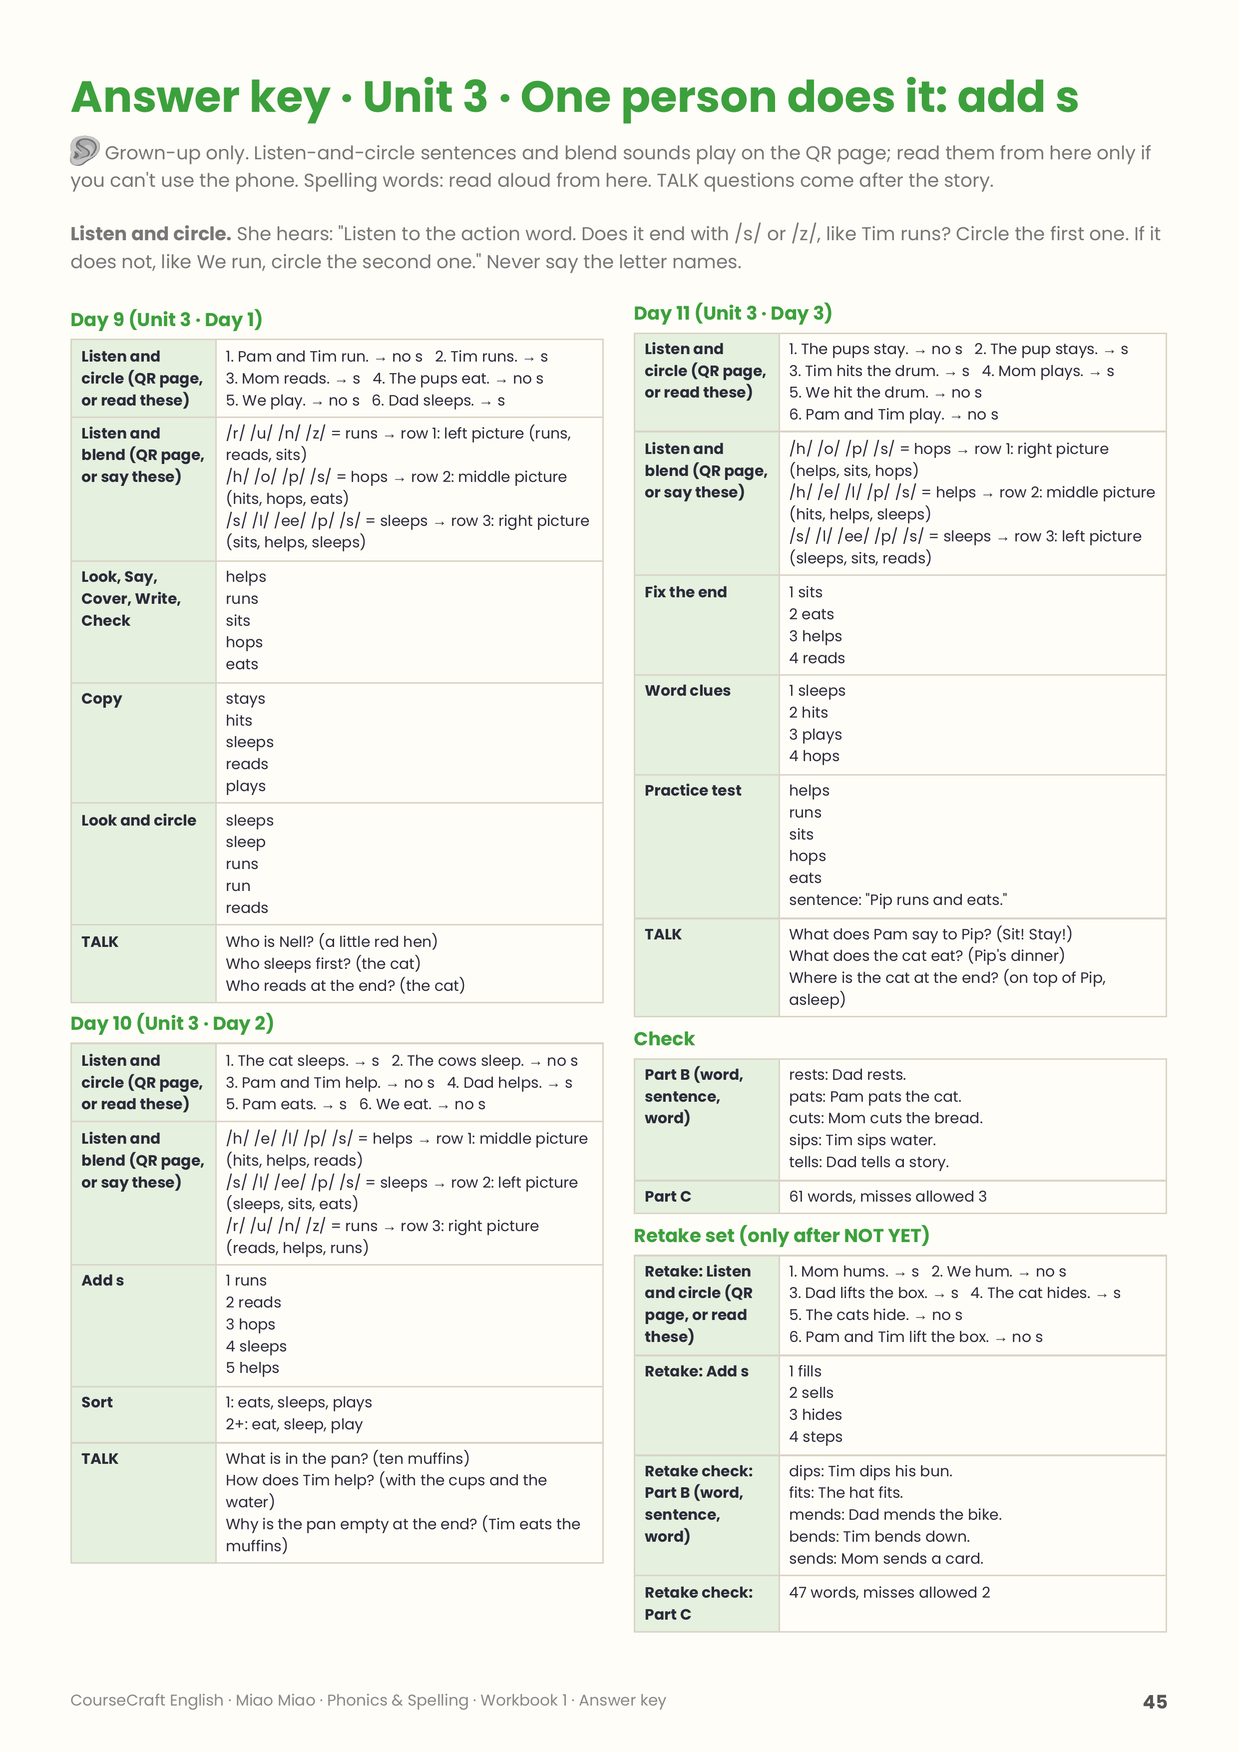 Answer key · Unit 3 · One person does it: add s
Grown-up only. Listen-and-circle sentences and blend sounds play on the QR page; read them from here only if
you can't use the phone. Spelling words: read aloud from here. TALK questions come after the story.
Listen and circle. She hears: "Listen to the action word. Does it end with /s/ or /z/, like Tim runs? Circle the first one. If it
does not, like We run, circle the second one." Never say the letter names.
Day 9 (Unit 3 · Day 1)
Listen and
circle (QR page,
or read these)
1. Pam and Tim run. → no s   2. Tim runs. → s
3. Mom reads. → s   4. The pups eat. → no s
5. We play. → no s   6. Dad sleeps. → s
Listen and
blend (QR page,
or say these)
/r/ /u/ /n/ /z/ = runs → row 1: left picture (runs,
reads, sits)
/h/ /o/ /p/ /s/ = hops → row 2: middle picture
(hits, hops, eats)
/s/ /l/ /ee/ /p/ /s/ = sleeps → row 3: right picture
(sits, helps, sleeps)
Look, Say,
Cover, Write,
Check
helps
runs
sits
hops
eats
Copy
stays
hits
sleeps
reads
plays
Look and circle
sleeps
sleep
runs
run
reads
TALK
Who is Nell? (a little red hen)
Who sleeps first? (the cat)
Who reads at the end? (the cat)
Day 10 (Unit 3 · Day 2)
Listen and
circle (QR page,
or read these)
1. The cat sleeps. → s   2. The cows sleep. → no s
3. Pam and Tim help. → no s   4. Dad helps. → s
5. Pam eats. → s   6. We eat. → no s
Listen and
blend (QR page,
or say these)
/h/ /e/ /l/ /p/ /s/ = helps → row 1: middle picture
(hits, helps, reads)
/s/ /l/ /ee/ /p/ /s/ = sleeps → row 2: left picture
(sleeps, sits, eats)
/r/ /u/ /n/ /z/ = runs → row 3: right picture
(reads, helps, runs)
Add s
1 runs
2 reads
3 hops
4 sleeps
5 helps
Sort
1: eats, sleeps, plays
2+: eat, sleep, play
TALK
What is in the pan? (ten muffins)
How does Tim help? (with the cups and the
water)
Why is the pan empty at the end? (Tim eats the
muffins)
Day 11 (Unit 3 · Day 3)
Listen and
circle (QR page,
or read these)
1. The pups stay. → no s   2. The pup stays. → s
3. Tim hits the drum. → s   4. Mom plays. → s
5. We hit the drum. → no s
6. Pam and Tim play. → no s
Listen and
blend (QR page,
or say these)
/h/ /o/ /p/ /s/ = hops → row 1: right picture
(helps, sits, hops)
/h/ /e/ /l/ /p/ /s/ = helps → row 2: middle picture
(hits, helps, sleeps)
/s/ /l/ /ee/ /p/ /s/ = sleeps → row 3: left picture
(sleeps, sits, reads)
Fix the end
1 sits
2 eats
3 helps
4 reads
Word clues
1 sleeps
2 hits
3 plays
4 hops
Practice test
helps
runs
sits
hops
eats
sentence: "Pip runs and eats."
TALK
What does Pam say to Pip? (Sit! Stay!)
What does the cat eat? (Pip's dinner)
Where is the cat at the end? (on top of Pip,
asleep)
Check
Part B (word,
sentence,
word)
rests: Dad rests.
pats: Pam pats the cat.
cuts: Mom cuts the bread.
sips: Tim sips water.
tells: Dad tells a story.
Part C
61 words, misses allowed 3
Retake set (only after NOT YET)
Retake: Listen
and circle (QR
page, or read
these)
1. Mom hums. → s   2. We hum. → no s
3. Dad lifts the box. → s   4. The cat hides. → s
5. The cats hide. → no s
6. Pam and Tim lift the box. → no s
Retake: Add s
1 fills
2 sells
3 hides
4 steps
Retake check:
Part B (word,
sentence,
word)
dips: Tim dips his bun.
fits: The hat fits.
mends: Dad mends the bike.
bends: Tim bends down.
sends: Mom sends a card.
Retake check:
Part C
47 words, misses allowed 2
CourseCraft English · Miao Miao · Phonics & Spelling · Workbook 1 · Answer key
45